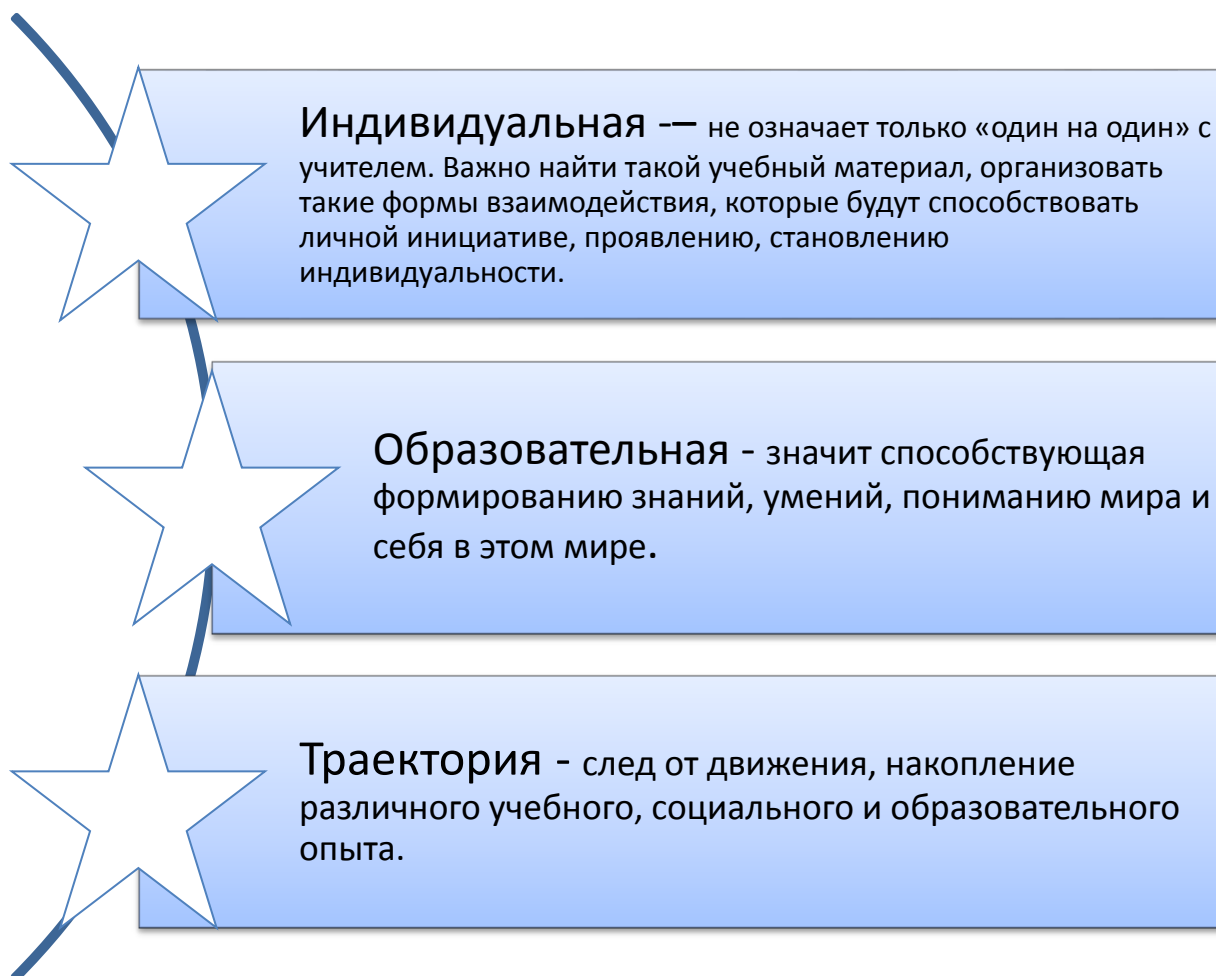 Индивидуальная -– не означает только «один на один» с
учителем. Важно найти такой учебный материал, организовать
такие формы взаимодействия, которые будут способствовать
личной инициативе, проявлению, становлению
индивидуальности.
Образовательная - значит способствующая
формированию знаний, умений, пониманию мира и
себя в этом мире.
Траектория - след от движения, накопление
различного учебного, социального и образовательного
опыта.